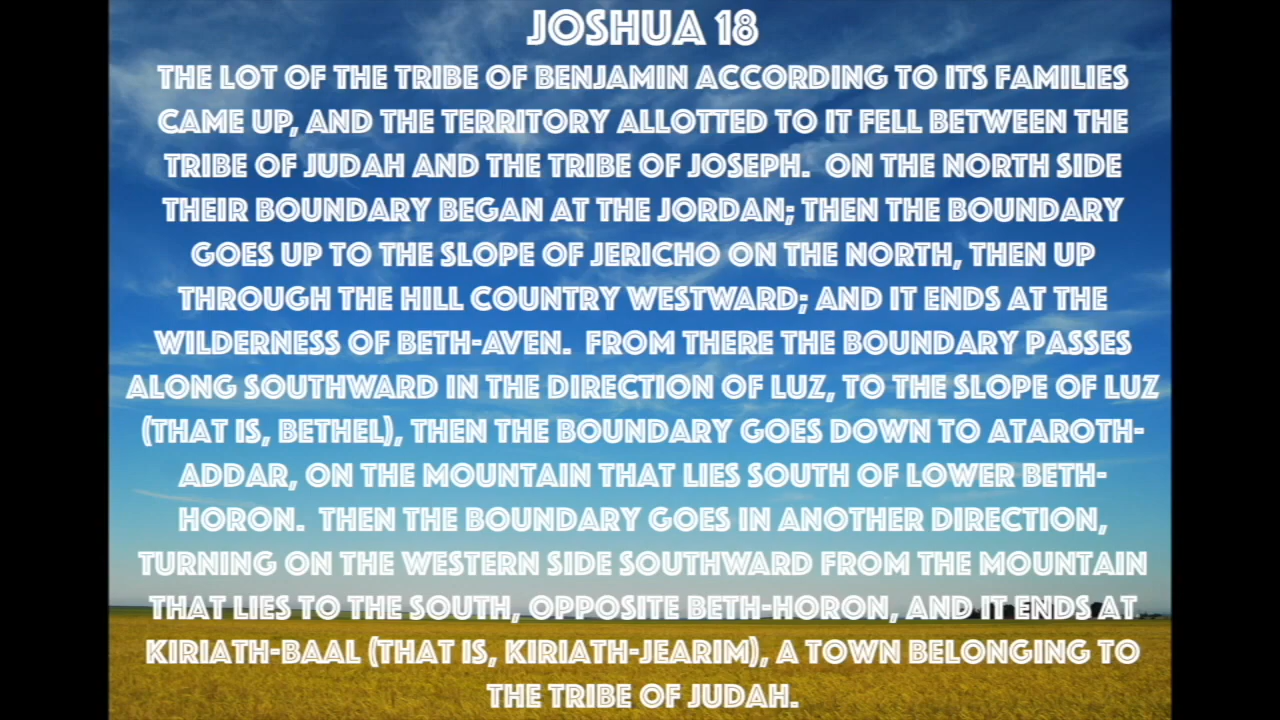 JOSHUA 18
THE LOT OF THE TRIBE OF BENJAMIN ACCORDING TO ITS FAMILIES
CAME UP, AND THE TERRITORY ALLOTTED TO IT FELL BETWEEN THE
TRIBE OF JUDAH AND THE TRIBE OF JOSEPH.  ON THE NORTH SIDE
THEIR BOUNDARY BEGAN AT THE JORDAN; THEN THE BOUNDARY
GOES UP TO THE SLOPE OF JERICHO ON THE NORTH, THEN UP
THROUGH THE HILL COUNTRY WESTWARD; AND IT ENDS AT THE
WILDERNESS OF BETH-AVEN.  FROM THERE THE BOUNDARY PASSES
ALONG SOUTHWARD IN THE DIRECTION OF LUZ, TO THE SLOPE OF LUZ
(THAT IS, BETHEL), THEN THE BOUNDARY GOES DOWN TO ATAROTH-
ADDAR, ON THE MOUNTAIN THAT LIES SOUTH OF LOWER BETH-
HORON.  THEN THE BOUNDARY GOES IN ANOTHER DIRECTION,
TURNING ON THE WESTERN SIDE SOUTHWARD FROM THE MOUNTAIN
THAT LIES TO THE SOUTH, OPPOSITE BETH-HORON, AND IT ENDS AT
KIRIATH-BAAL (THAT IS, KIRIATH-JEARIM), A TOWN BELONGING TO
THE TRIBE OF JUDAH.